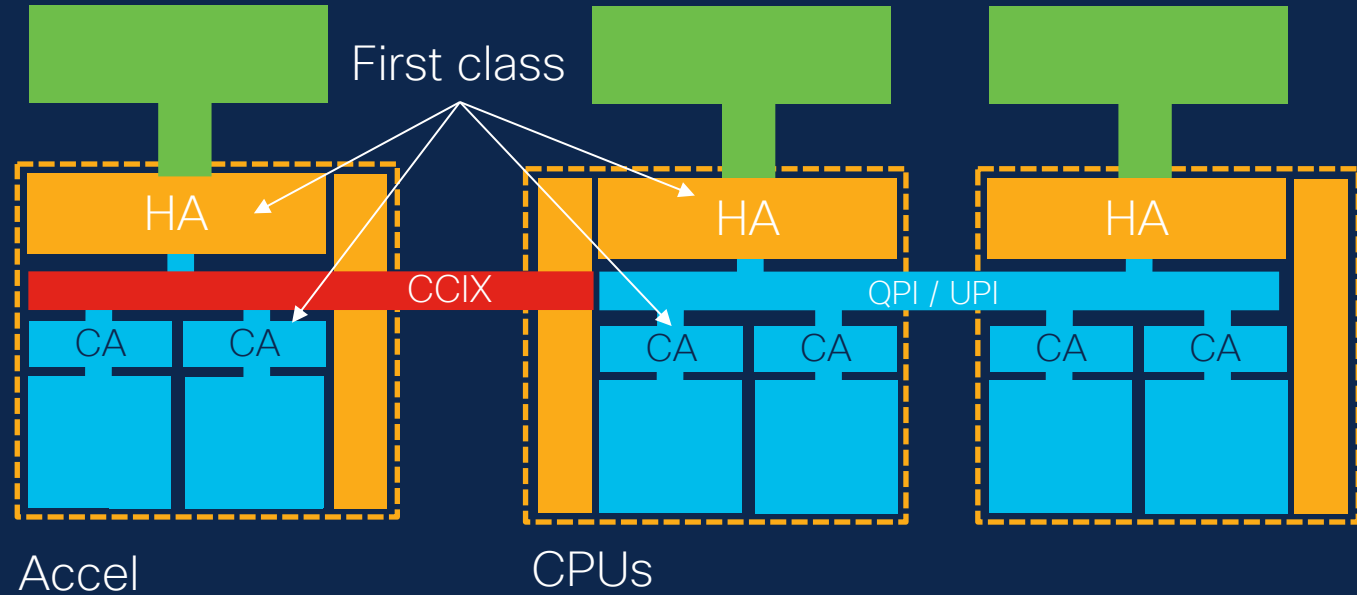 First class
HA
HA
HA
CCIX
QPI / UPI
CA
CA
CA
CA
CA
CA
Accel
CPUs